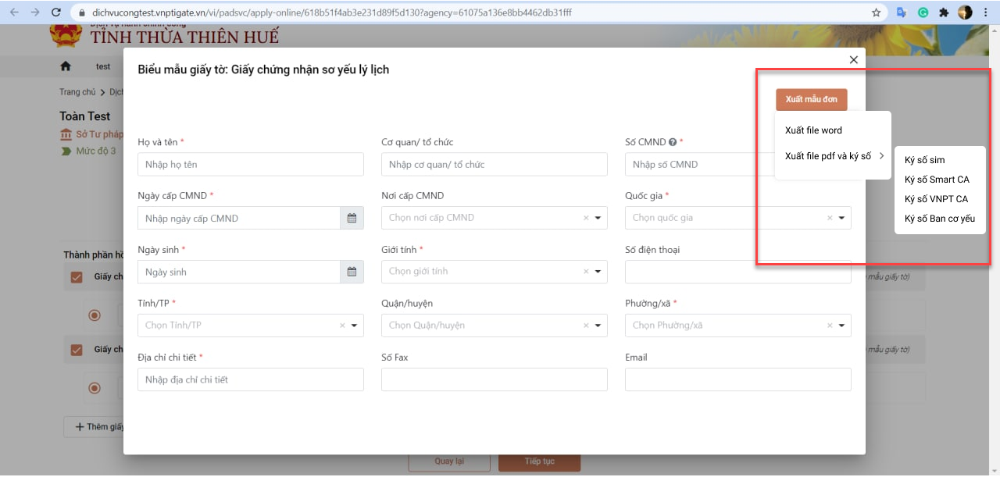 dichvucongtest.vnptigate.vn/vi/padsvc/apply-online/618b51f4ab3e231d89f5d130?agency=61075a136e8bb4462db31fff
Dịch vụ hành chính công
TỈNH THỪA THIÊN HUẾ
test
Trang chủ
Toàn Test
Sở Tư pháp
Mức độ 3
Biểu mẫu giấy tờ: Giấy chứng nhận sơ yếu lý lịch
Xuất mẫu đơn
Xuất file word
Xuất file pdf và ký số
Ký số sim
Ký số Smart CA
Ký số VNPT CA
Ký số Ban cơ yếu
Họ và tên *
Cơ quan/ tổ chức
Số CMND *
Nhập họ tên
Nhập cơ quan/ tổ chức
Nhập số CMND
Ngày cấp CMND *
Nơi cấp CMND
Quốc gia *
Nhập ngày cấp CMND
Chọn nơi cấp CMND
Chọn quốc gia
Ngày sinh *
Giới tính *
Số điện thoại
Ngày sinh
Chọn giới tính
Tỉnh/TP *
Quận/huyện
Phường/xã *
Chọn Tỉnh/TP
Chọn Quận/huyện
Chọn Phường/xã
Địa chỉ chi tiết *
Số Fax
Email
Nhập địa chỉ chi tiết
Thành phần
Giấy
mẫu giấy tờ)
Giấy
mẫu giấy tờ)
Thêm giấy
Quay lại
Tiếp tục